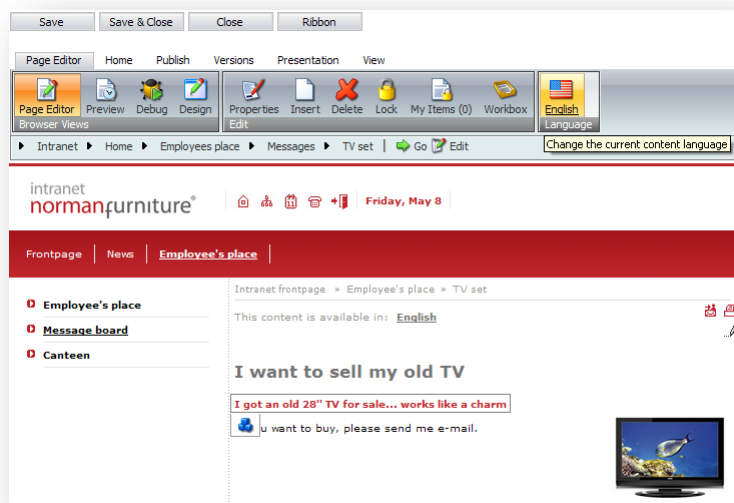 Save Save & Close Close Ribbon
Page Editor Home Publish Versions Presentation View
Page Editor Preview Debug Design Properties Insert Delete Lock My Items (0) Workbox English
Browser Views Edit Language
Intranet Home Employees place Messages TV set | Go Edit
Change the current content language
intranet
normanfurniture®
11
Friday, May 8
Frontpage News Employee's place
Intranet frontpage » Employee's place » TV set
Employee's place
This content is available in: English
Message board
Canteen
I want to sell my old TV
I got an old 28" TV for sale... works like a charm
u want to buy, please send me e-mail.